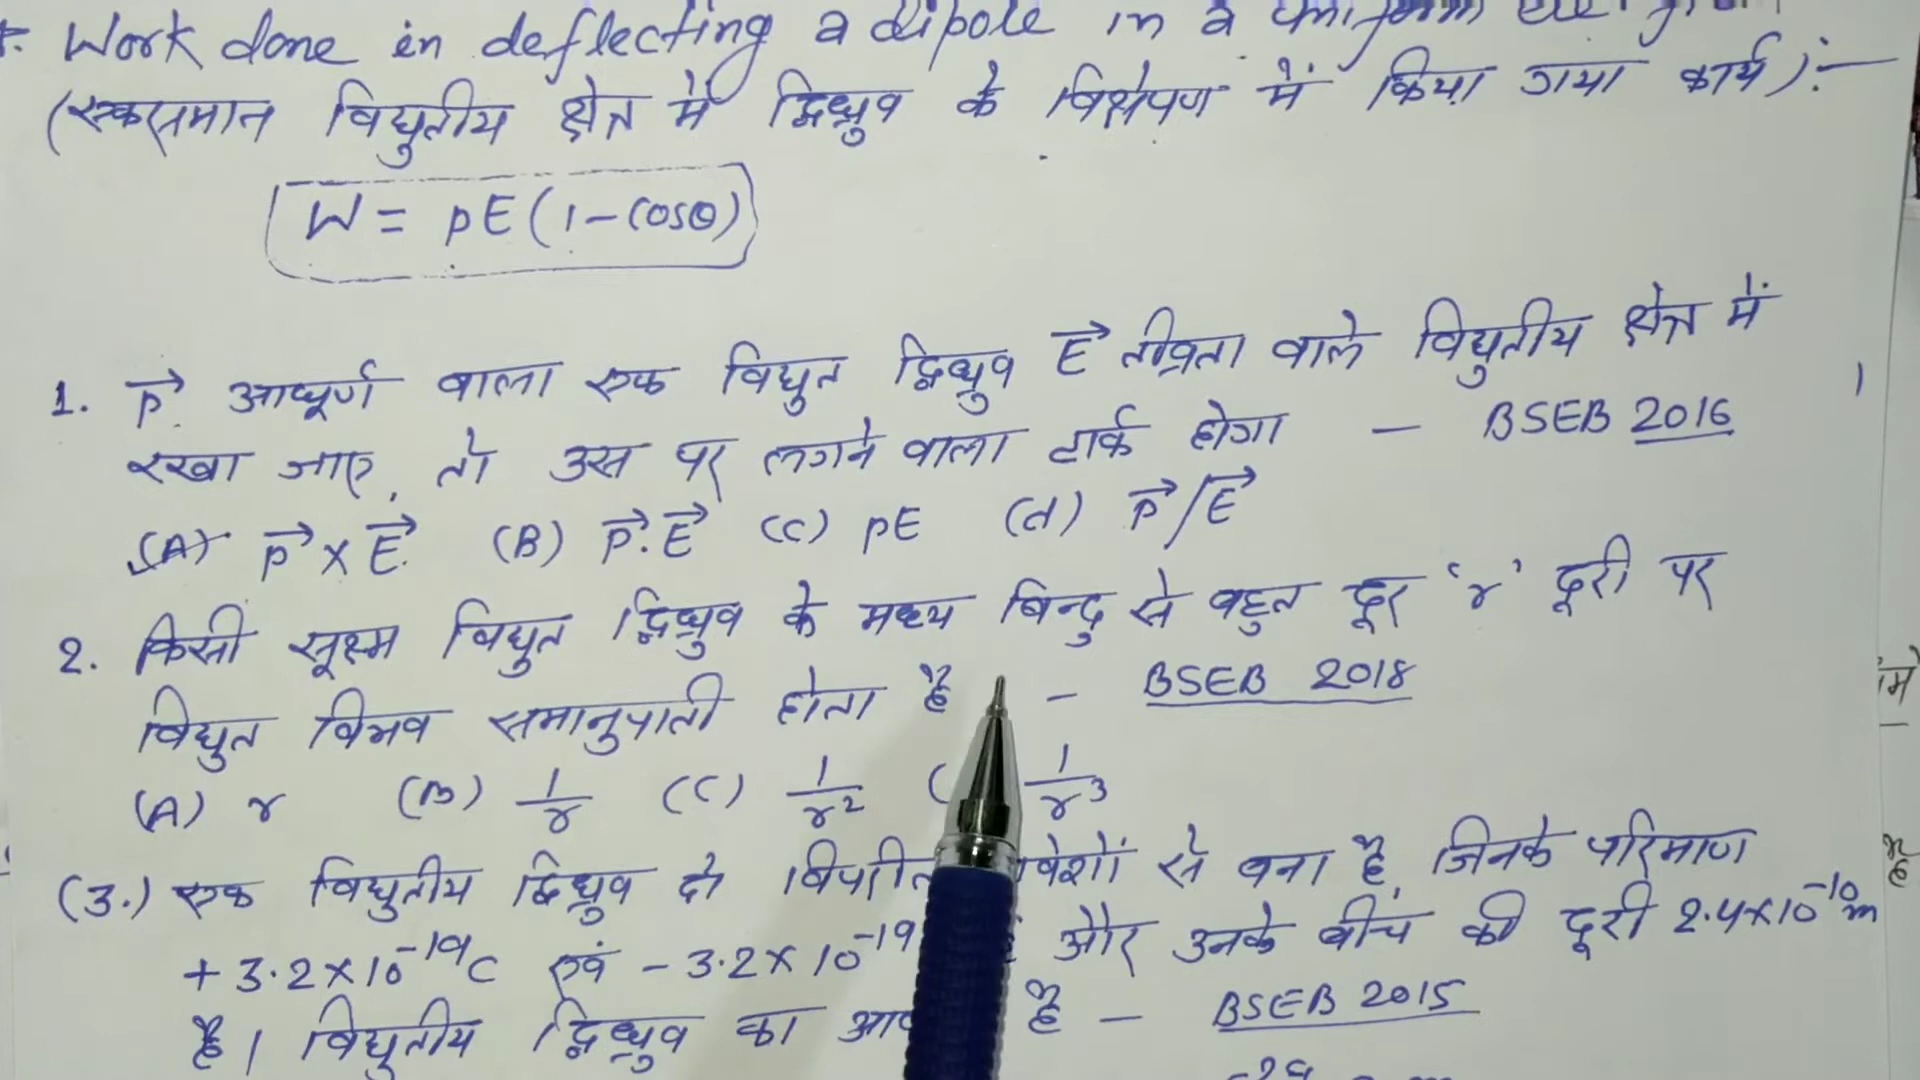 Work done in deflecting a dipole in a uniform
(एकसमान विद्युतीय क्षेत्र में द्विध्रुव के विक्षेपण में किया गया कार्य):—
W = pE(1-cosθ)
1. p⃗ आघूर्ण वाला एक विद्युत द्विध्रुव E⃗ तीव्रता वाले विद्युतीय क्षेत्र में
रखा जाए, तो उस पर लगने वाला टार्क होगा — BSEB 2016
(A) p⃗ × E⃗ (B) p⃗.E⃗ (C) pE (d) p⃗/E⃗
2. किसी सूक्ष्म विद्युत द्विध्रुव के मध्य बिन्दु से बहुत दूर 'r' दूरी पर
विद्युत विभव समानुपाती होता है – BSEB 2018
(A) r (B) 1/r (C) 1/r² ( 1/r³
(3.) एक विद्युतीय द्विध्रुव दो से बना है, जिनके परिमाण
+3.2×10⁻¹⁹C एवं -3.2×10⁻¹⁹ और उनके बीच की दूरी 2.4×10⁻¹⁰m
है। विद्युतीय द्विध्रुव का है – BSEB 2015